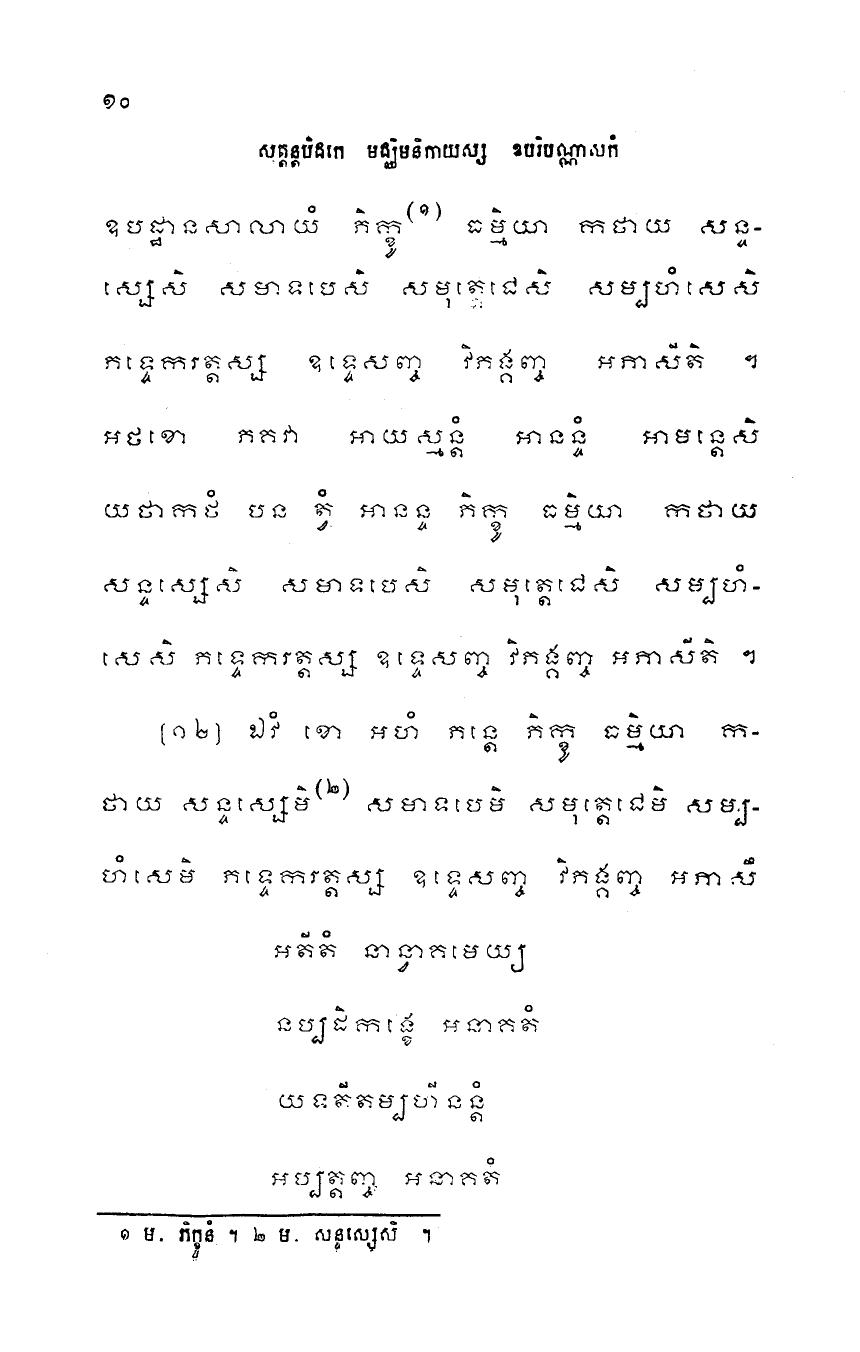 ១០
សុត្តន្តបិដកេ មជ្ឈិមនិកាយស្ស ឧបរិបណ្ណាសកំ
ឧបដ្ឋានសាលាយំ ភិក្ខូ(១) ធម្មិយា កថាយ សន្ទ-
ស្សេសិ សមាទបេសិ សមុត្តេជេសិ សម្បហំសេសិ
ភទ្ទេករត្តស្ស ឧទ្ទេសញ្ច វិភង្គញ្ច អភាសីតិ ។
អថខោ ភគវា អាយស្មន្តំ អានន្ទំ អាមន្តេសិ
យថាកថំ បន ត្វំ អានន្ទ ភិក្ខូ ធម្មិយា កថាយ
សន្ទស្សេសិ សមាទបេសិ សមុត្តេជេសិ សម្បហំ-
សេសិ ភទ្ទេករត្តស្ស ឧទ្ទេសញ្ច វិភង្គញ្ច អភាសីតិ ។
[១២] ឯវំ ខោ អហំ ភន្តេ ភិក្ខូ ធម្មិយា ក-
ថាយ សន្ទស្សេមិ(២) សមាទបេមិ សមុត្តេជេមិ សម្ប-
ហំសេមិ ភទ្ទេករត្តស្ស ឧទ្ទេសញ្ច វិភង្គញ្ច អភាសឹ
អតីតំ នាន្វាគមេយ្យ
នប្បដិកង្ខេ អនាគតំ
យទតីតម្បហីនន្តំ
អប្បត្តញ្ច អនាគតំ
១ ម. ភិក្ខូនំ ។ ២ ម. សន្ទស្សេសិ ។